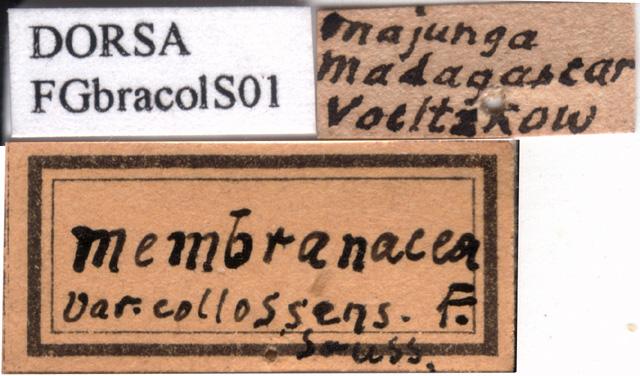 DORSA
FGbracolS01
Majunga
Madagascar
Voeltzkow
membranacea
var. collossens. F.
Sauss.